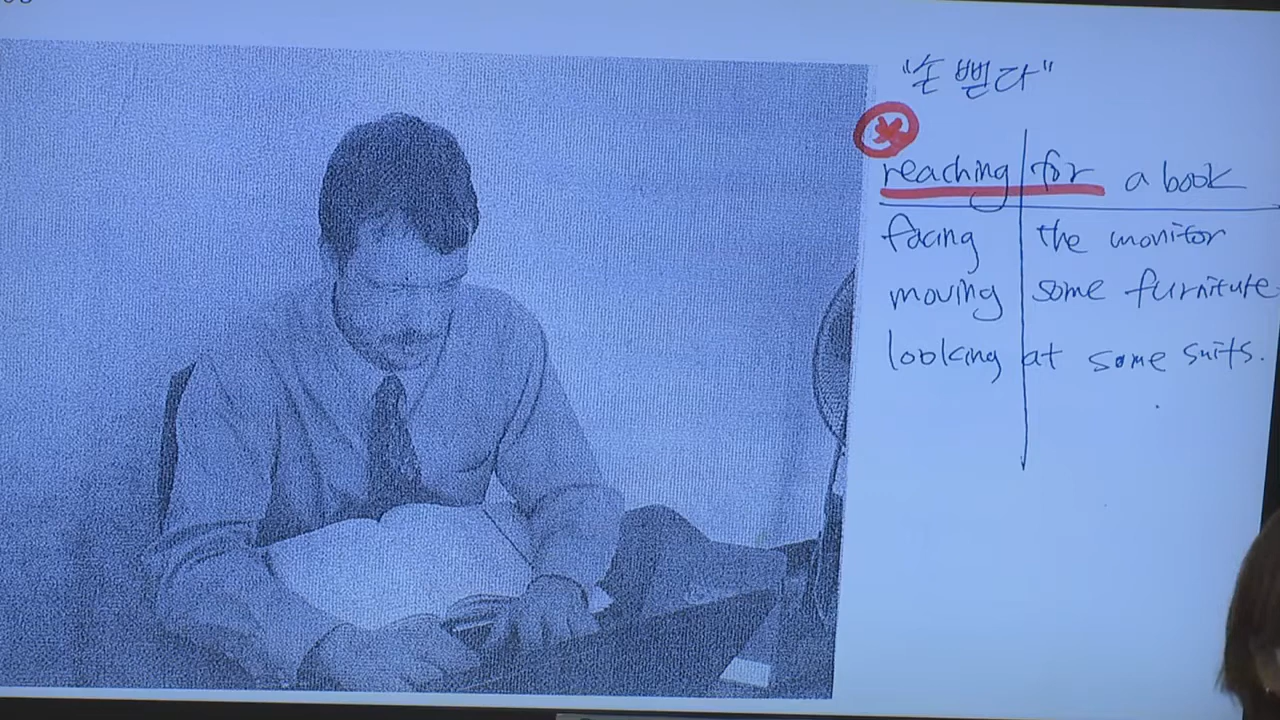 "손 뻗다"
reaching for a book
facing the monitor
moving some furniture
looking at some suits.